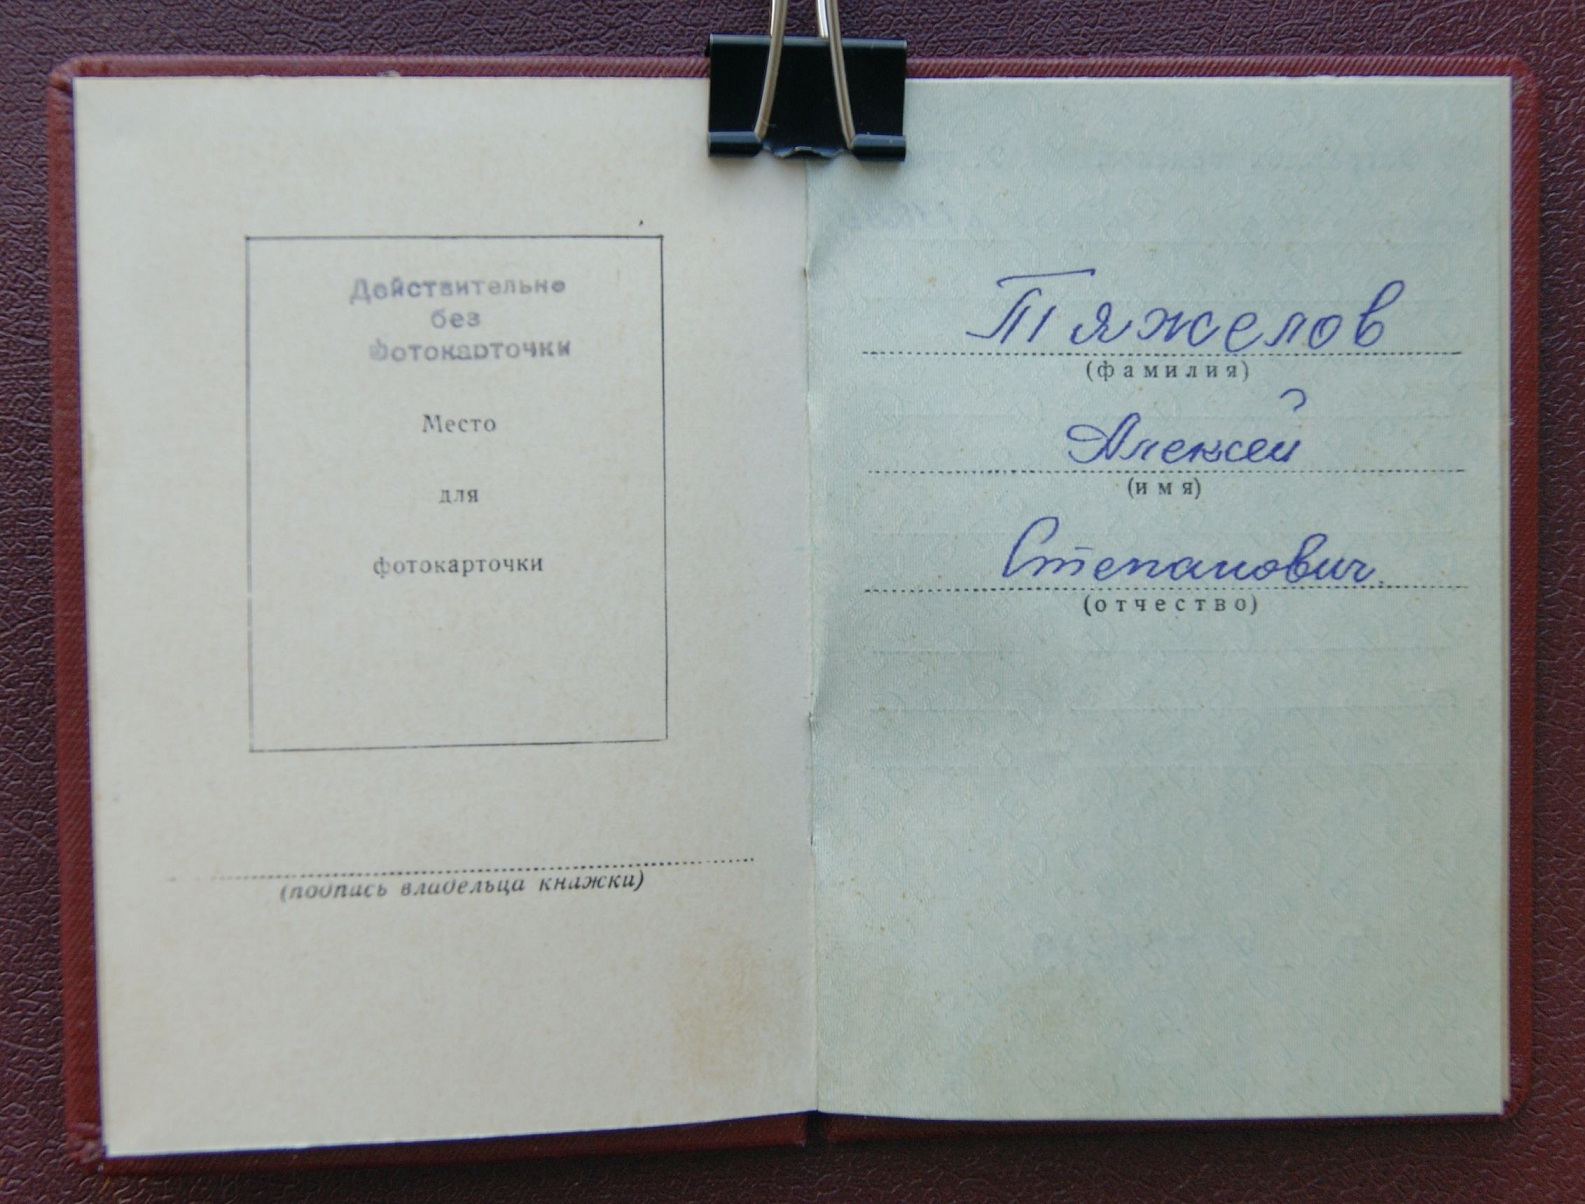 Действительно
без
фотокарточки
Место
для
фотокарточки
(подпись владельца книжки)
Тяжелов
(фамилия)
Алексей
(имя)
Степанович
(отчество)